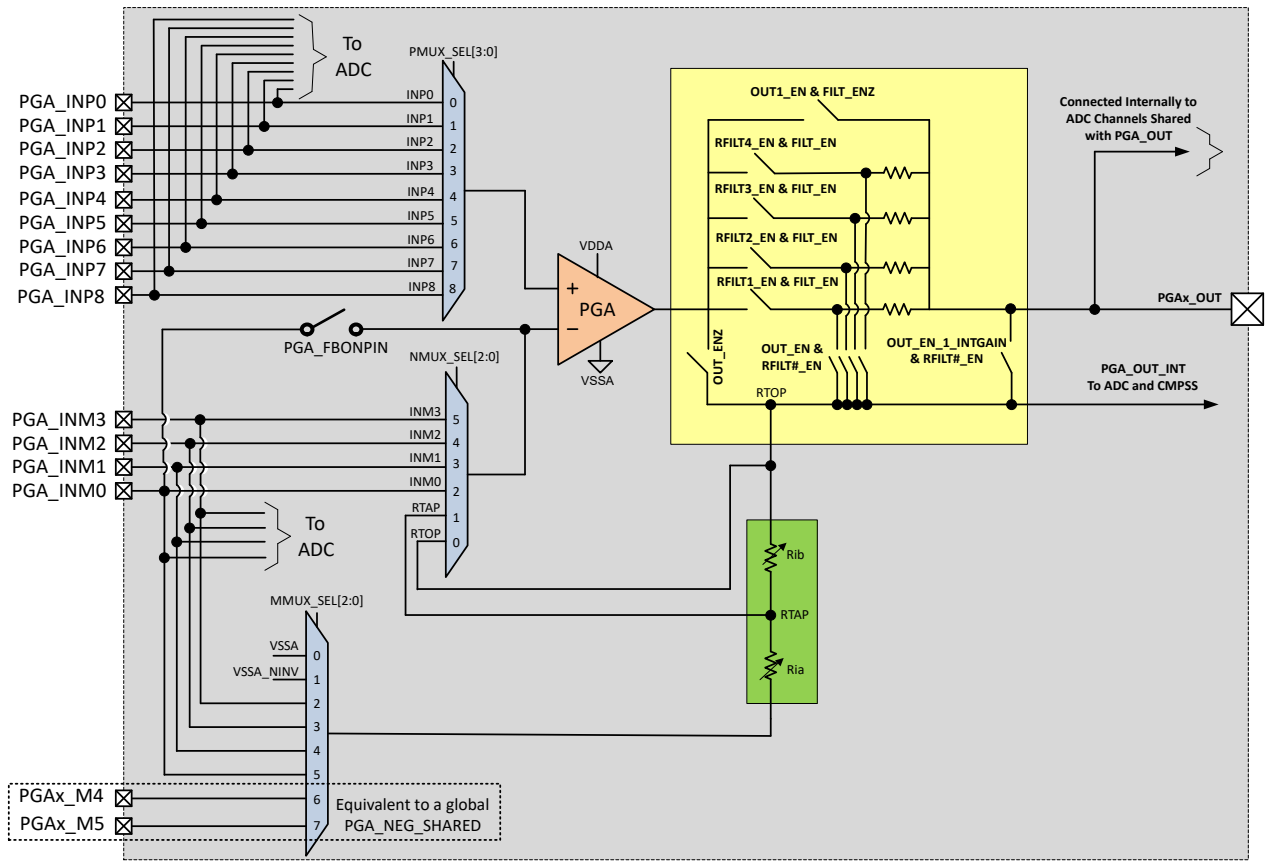 To
ADC
PMUX_SEL[3:0]
PGA_INP0
PGA_INP1
PGA_INP2
PGA_INP3
PGA_INP4
PGA_INP5
PGA_INP6
PGA_INP7
PGA_INP8
INP0
INP1
INP2
INP3
INP4
INP5
INP6
INP7
INP8
0
1
2
3
4
5
6
7
8
OUT1_EN & FILT_ENZ
RFILT4_EN & FILT_EN
RFILT3_EN & FILT_EN
RFILT2_EN & FILT_EN
RFILT1_EN & FILT_EN
Connected Internally to
ADC Channels Shared
with PGA_OUT
VDDA
+
PGA
−
VSSA
PGAx_OUT
PGA_FBONPIN
OUT_ENZ
OUT_EN &
RFILT#_EN
OUT_EN_1_INTGAIN
& RFILT#_EN
RTOP
PGA_OUT_INT
To ADC and CMPSS
NMUX_SEL[2:0]
PGA_INM3
PGA_INM2
PGA_INM1
PGA_INM0
INM3
INM2
INM1
INM0
RTAP
RTOP
5
4
3
2
1
0
To
ADC
Rib
RTAP
Ria
MMUX_SEL[2:0]
VSSA
VSSA_NINV
0
1
2
3
4
5
6
7
PGAx_M4
PGAx_M5
Equivalent to a global
PGA_NEG_SHARED